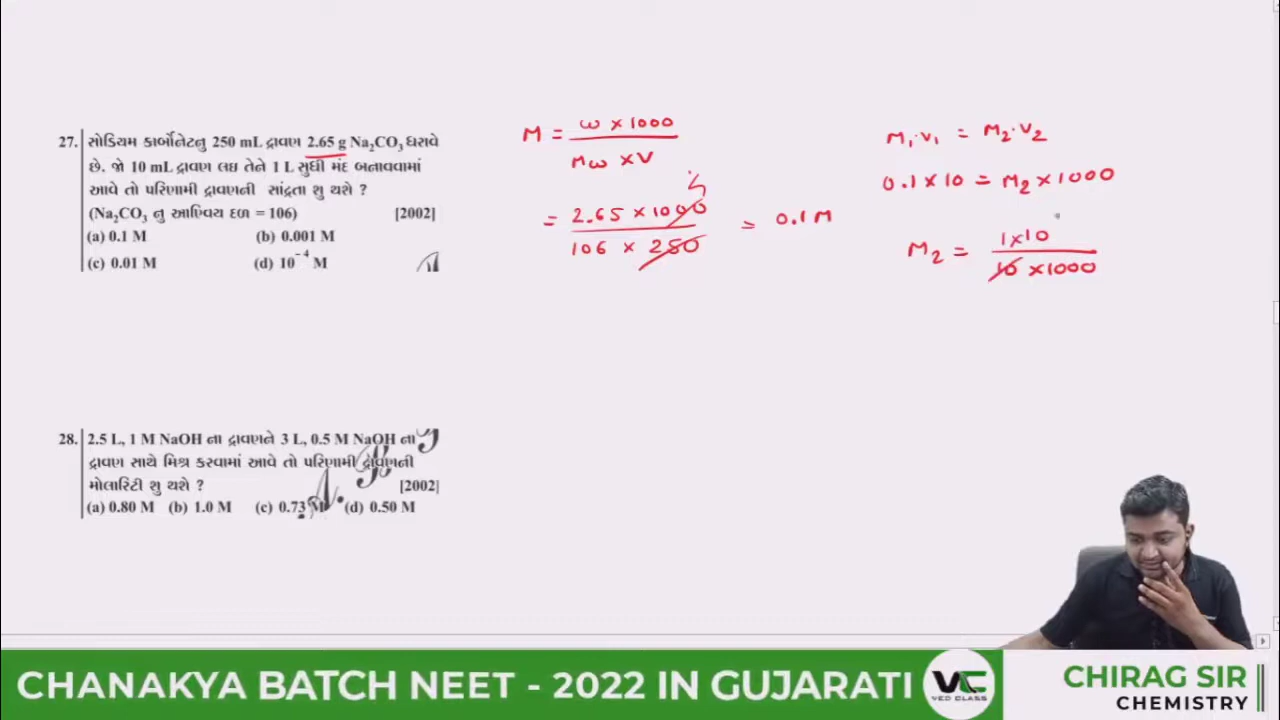 27. સોડિયમ કાર્બોનેટનુ 250 mL દ્રાવણ 2.65 g Na₂CO₃ ધરાવે
છે. જો 10 mL દ્રાવણ લઇ તેને 1 L સુધી મંદ બનાવવામાં
આવે તો પરિણામી દ્રાવણની સાંદ્રતા શુ થશે ?
(Na₂CO₃ નુ આણ્વિય દળ = 106) [2002]
(a) 0.1 M (b) 0.001 M
(c) 0.01 M (d) 10⁻⁴ M
M = w × 1000
Mw × V
= 2.65 × 1000
106 × 250
= 0.1 M
M₁·V₁ = M₂·V₂
0.1 × 10 = M₂ × 1000
M₂ = 1 × 10
10 × 1000
28. 2.5 L, 1 M NaOH ના દ્રાવણને 3 L, 0.5 M NaOH ના
દ્રાવણ સાથે મિશ્ર કરવામાં આવે તો પરિણામી દ્રાવણની
મોલારિટી શુ થશે ? [2002]
(a) 0.80 M (b) 1.0 M (c) 0.73 M (d) 0.50 M
CHANAKYA BATCH NEET - 2022 IN GUJARATI
VC
VED CLASS
CHIRAG SIR
CHEMISTRY